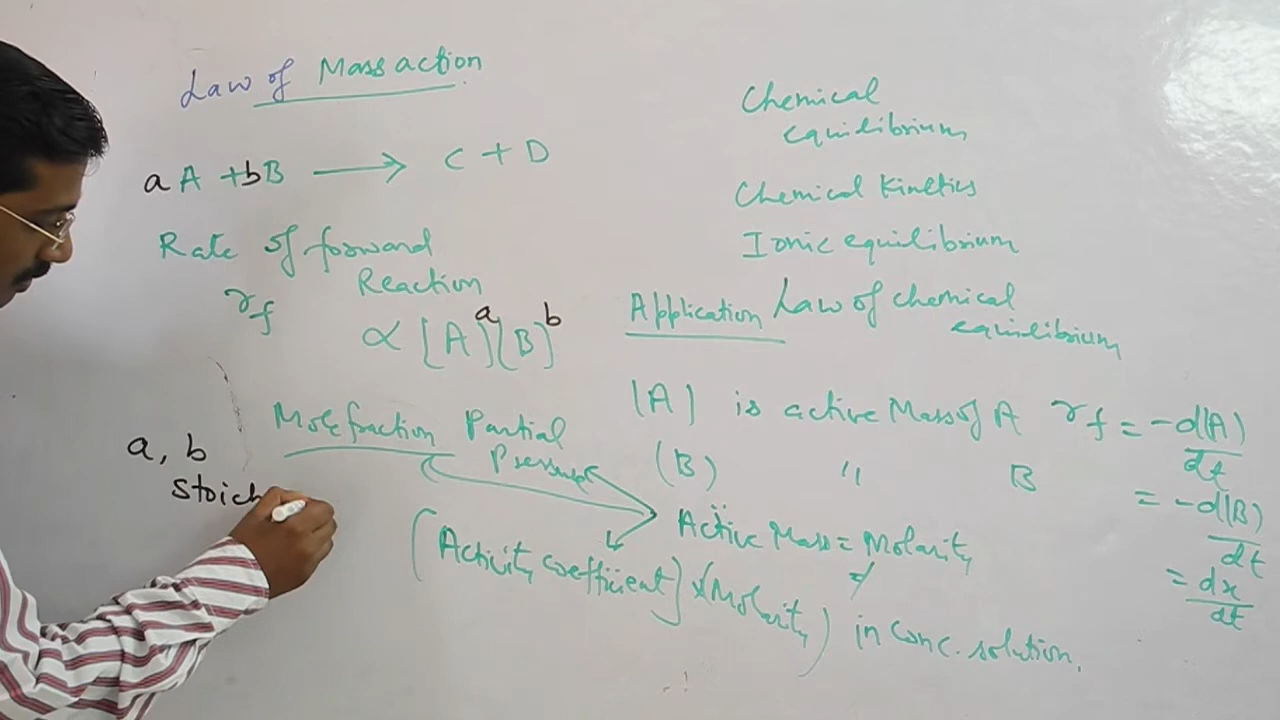 Law of Mass action
aA + bB → C + D
Rate of forward
Reaction
rf
∝ [A]^a [B]^b
Mole fraction Partial
Pressure
a, b
stoich
Chemical
equilibrium
Chemical Kinetics
Ionic equilibrium
Application Law of chemical
equilibrium
[A] is active Mass of A
(B) " B
rf = -d(A)/dt
= -d(B)/dt
= dx/dt
Active Mass = Molarity
(Activity coefficient) × (Molarity) in conc. solution.